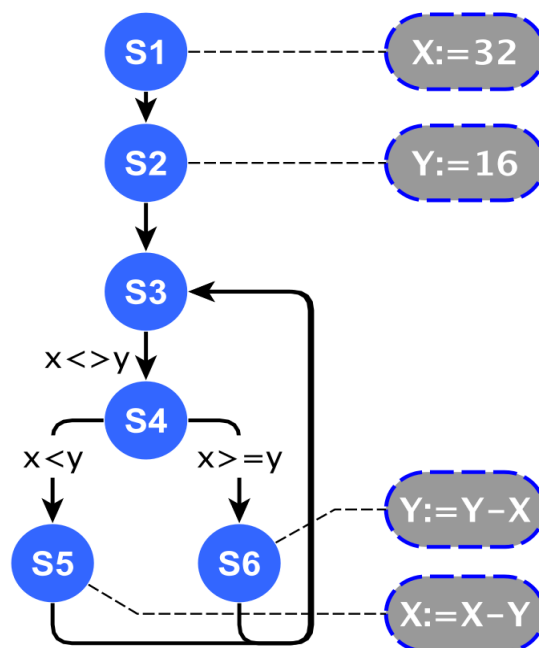 S1
X:=32
S2
Y:=16
S3
x<>y
S4
x<y
x>=y
Y:=Y-X
S5
S6
X:=X-Y